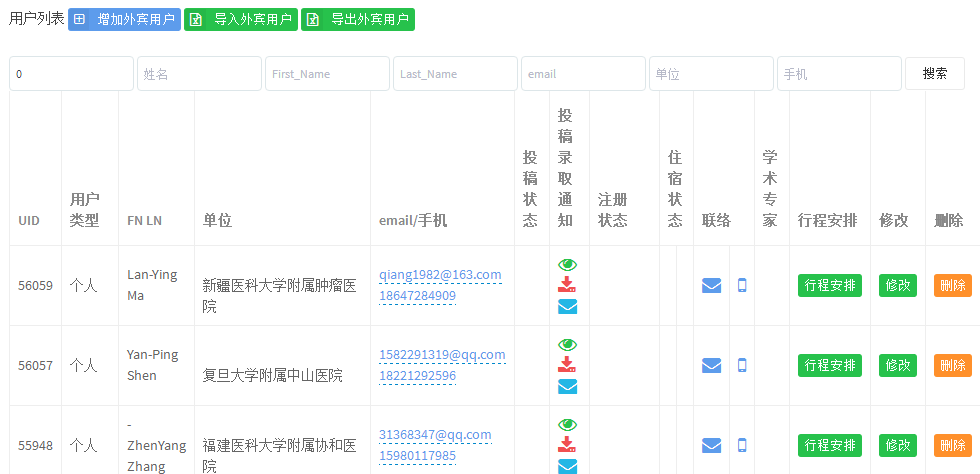 用户列表 增加外宾用户 导入外宾用户 导出外宾用户
0 姓名 First_Name Last_Name email 单位 手机 搜索
UID 用户类型 FN LN 单位 email/手机 投稿状态 投稿录取通知 注册状态 住宿状态 联络 学术专家 行程安排 修改 删除
56059 个人 Lan-Ying Ma 新疆医科大学附属肿瘤医院 qiang1982@163.com 18647284909 行程安排 修改 删除
56057 个人 Yan-Ping Shen 复旦大学附属中山医院 1582291319@qq.com 18221292596 行程安排 修改 删除
55948 个人 -ZhenYang Zhang 福建医科大学附属协和医院 31368347@qq.com 15980117985 行程安排 修改 删除